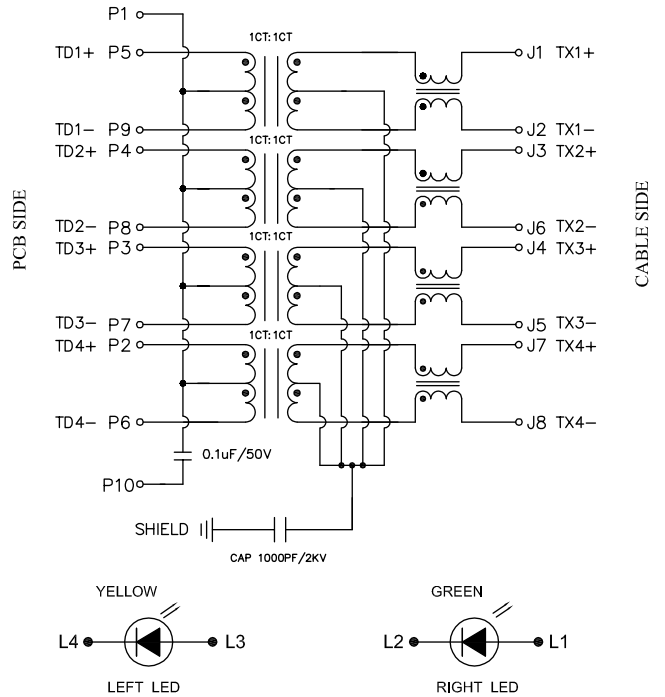 P1
1CT:1CT
TD1+ P5
J1 TX1+
TD1- P9
1CT:1CT
J2 TX1-
TD2+ P4
J3 TX2+
PCB SIDE
CABLE SIDE
TD2- P8
1CT:1CT
J6 TX2-
TD3+ P3
J4 TX3+
TD3- P7
1CT:1CT
J5 TX3-
TD4+ P2
J7 TX4+
TD4- P6
J8 TX4-
0.1uF/50V
P10
SHIELD
CAP 1000PF/2KV
YELLOW
GREEN
L4
L3
L2
L1
LEFT LED
RIGHT LED